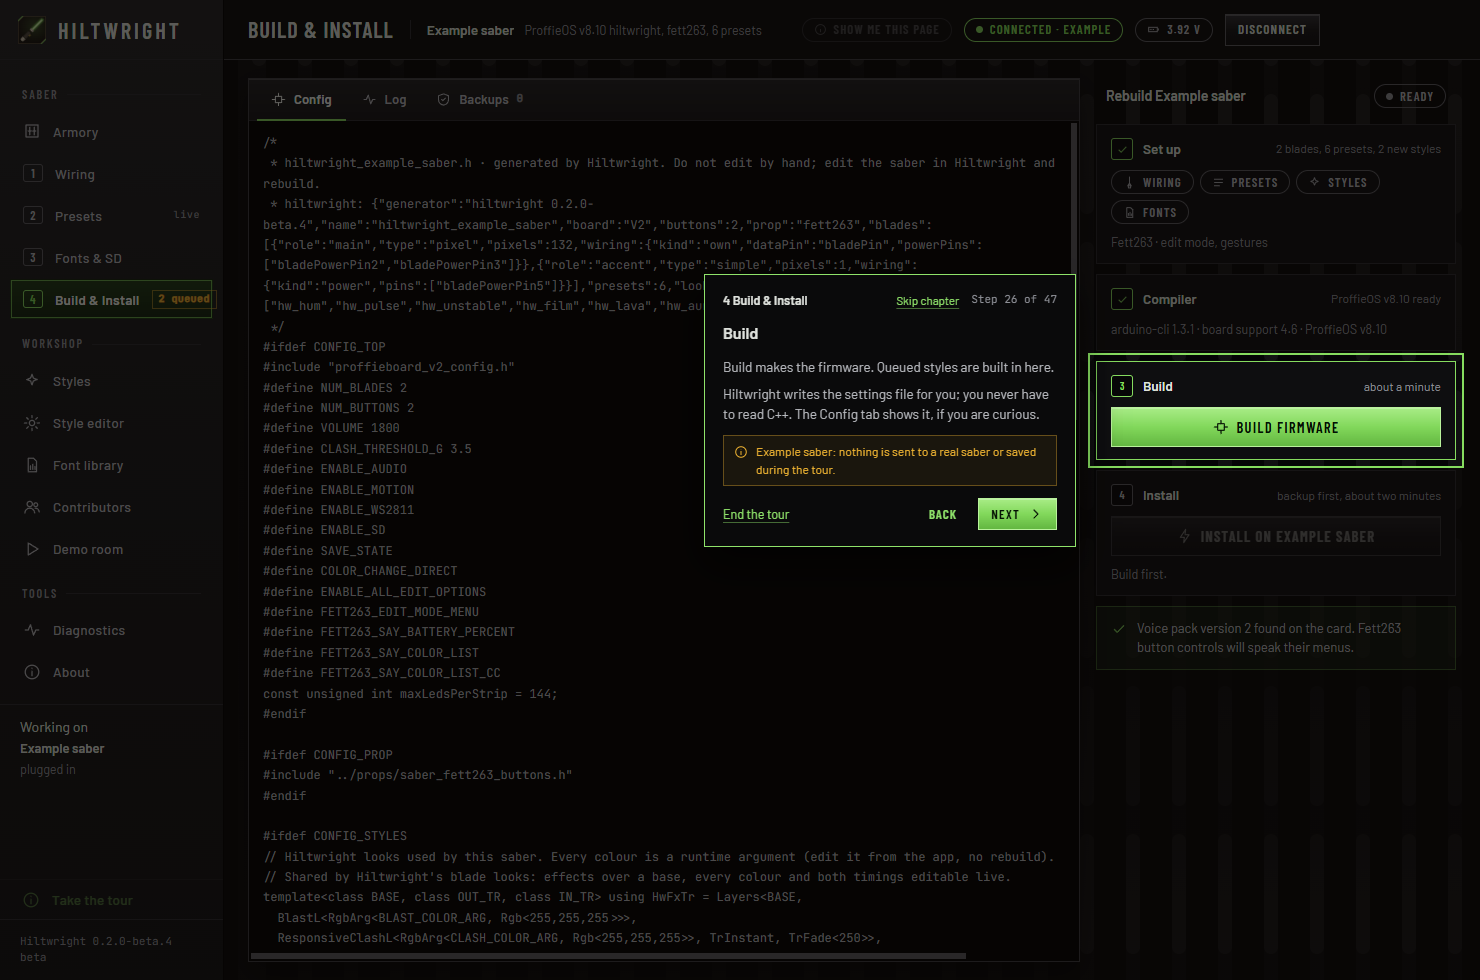 HILTWRIGHT
BUILD & INSTALL
Example saber
ProffieOS v8.10 hiltwright, fett263, 6 presets
SHOW ME THIS PAGE
CONNECTED · EXAMPLE
3.92 V
DISCONNECT
SABER
Armory
1 Wiring
2 Presets live
3 Fonts & SD
4 Build & Install 2 queued
WORKSHOP
Styles
Style editor
Font library
Contributors
Demo room
TOOLS
Diagnostics
About
Working on
Example saber
plugged in
Take the tour
Hiltwright 0.2.0-beta.4
beta
Config
Log
Backups 0
/*
 * hiltwright_example_saber.h · generated by Hiltwright. Do not edit by hand; edit the saber in Hiltwright and
rebuild.
 * hiltwright: {"generator":"hiltwright 0.2.0-
beta.4","name":"hiltwright_example_saber","board":"V2","buttons":2,"prop":"fett263","blades":
[{"role":"main","type":"pixel","pixels":132,"wiring":{"kind":"own","dataPin":"bladePin","powerPins":
["bladePowerPin2","bladePowerPin3"]}},{"role":"accent","type":"simple","pixels":1,"wiring":
{"kind":"power","pins":["bladePowerPin5"]}}],"presets":6,"loo
["hw_hum","hw_pulse","hw_unstable","hw_film","hw_lava","hw_au
 */
#ifdef CONFIG_TOP
#include "proffieboard_v2_config.h"
#define NUM_BLADES 2
#define NUM_BUTTONS 2
#define VOLUME 1800
#define CLASH_THRESHOLD_G 3.5
#define ENABLE_AUDIO
#define ENABLE_MOTION
#define ENABLE_WS2811
#define ENABLE_SD
#define SAVE_STATE
#define COLOR_CHANGE_DIRECT
#define ENABLE_ALL_EDIT_OPTIONS
#define FETT263_EDIT_MODE_MENU
#define FETT263_SAY_BATTERY_PERCENT
#define FETT263_SAY_COLOR_LIST
#define FETT263_SAY_COLOR_LIST_CC
const unsigned int maxLedsPerStrip = 144;
#endif
#ifdef CONFIG_PROP
#include "../props/saber_fett263_buttons.h"
#endif
#ifdef CONFIG_STYLES
// Hiltwright looks used by this saber. Every colour is a runtime argument (edit it from the app, no rebuild).
// Shared by Hiltwright's blade looks: effects over a base, every colour and both timings editable live.
template<class BASE, class OUT_TR, class IN_TR> using HwFxTr = Layers<BASE,
  BlastL<RgbArg<BLAST_COLOR_ARG, Rgb<255,255,255>>>,
  ResponsiveClashL<RgbArg<CLASH_COLOR_ARG, Rgb<255,255,255>>, TrInstant, TrFade<250>>,
4 Build & Install
Skip chapter
Step 26 of 47
Build
Build makes the firmware. Queued styles are built in here.
Hiltwright writes the settings file for you; you never have
to read C++. The Config tab shows it, if you are curious.
Example saber: nothing is sent to a real saber or saved
during the tour.
End the tour
BACK
NEXT
Rebuild Example saber
READY
Set up
2 blades, 6 presets, 2 new styles
WIRING
PRESETS
STYLES
FONTS
Fett263 · edit mode, gestures
Compiler
ProffieOS v8.10 ready
arduino-cli 1.3.1 · board support 4.6 · ProffieOS v8.10
3 Build
about a minute
BUILD FIRMWARE
4 Install
backup first, about two minutes
INSTALL ON EXAMPLE SABER
Build first.
Voice pack version 2 found on the card. Fett263
button controls will speak their menus.